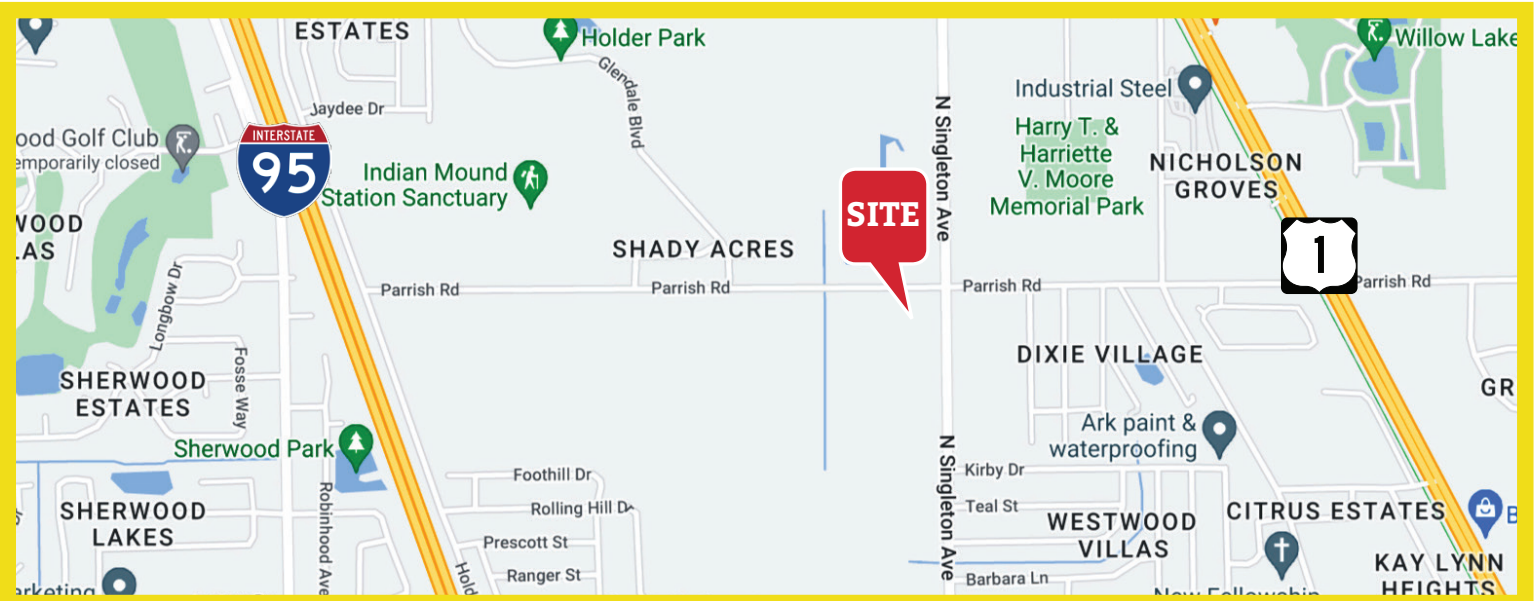 ESTATES
Holder Park
Willow Lake
Glendale Blvd
Jaydee Dr
Industrial Steel
N Singleton Ave
ood Golf Club
emporarily closed
INTERSTATE
95
Harry T. &
Harriette
V. Moore
Memorial Park
NICHOLSON
GROVES
Indian Mound
Station Sanctuary
SITE
WOOD
LAS
SHADY ACRES
1
Parrish Rd
Parrish Rd
Parrish Rd
Parrish Rd
Longbow Dr
DIXIE VILLAGE
Fosse Way
SHERWOOD
ESTATES
GR
Ark paint &
waterproofing
Sherwood Park
N Singleton Ave
Foothill Dr
Kirby Dr
Rolling Hill Dr
Teal St
SHERWOOD
LAKES
Robinhood Ave
WESTWOOD
VILLAS
CITRUS ESTATES
B
Prescott St
Ranger St
Hold
Barbara Ln
KAY LYNN
HEIGHTS
arketing
New Fellowship